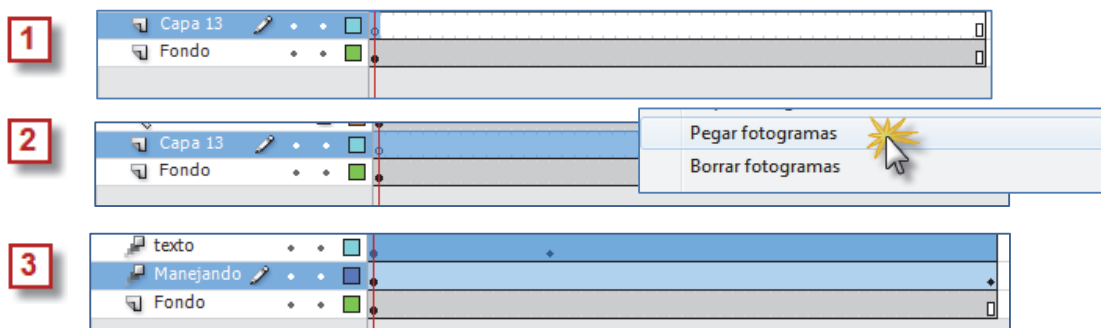 1
Capa 13
Fondo
2
Capa 13
Fondo
Pegar fotogramas
Borrar fotogramas
3
texto
Manejando
Fondo